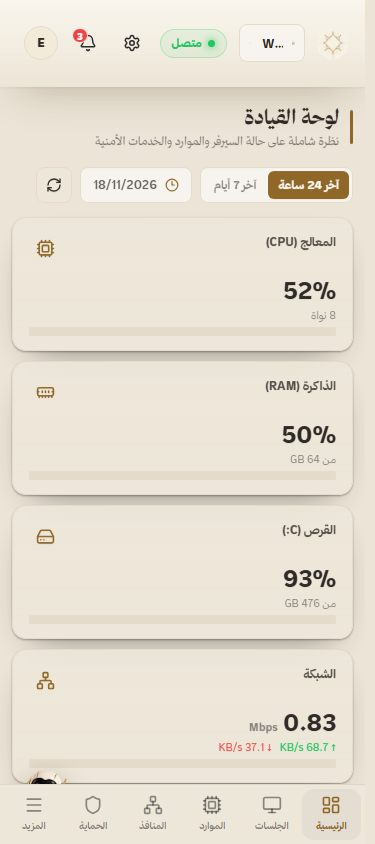 W...
متصل
3
E
لوحة القيادة
نظرة شاملة على حالة السيرفر والموارد والخدمات الأمنية
آخر 24 ساعة
آخر 7 أيام
18/11/2026
المعالج (CPU)
52%
8 نواة
الذاكرة (RAM)
50%
من 64 GB
القرص (C:)
93%
من 476 GB
الشبكة
0.83 Mbps
↑ 68.7 KB/s ↓ 37.1 KB/s
الرئيسية
الجلسات
الموارد
المنافذ
الحماية
المزيد